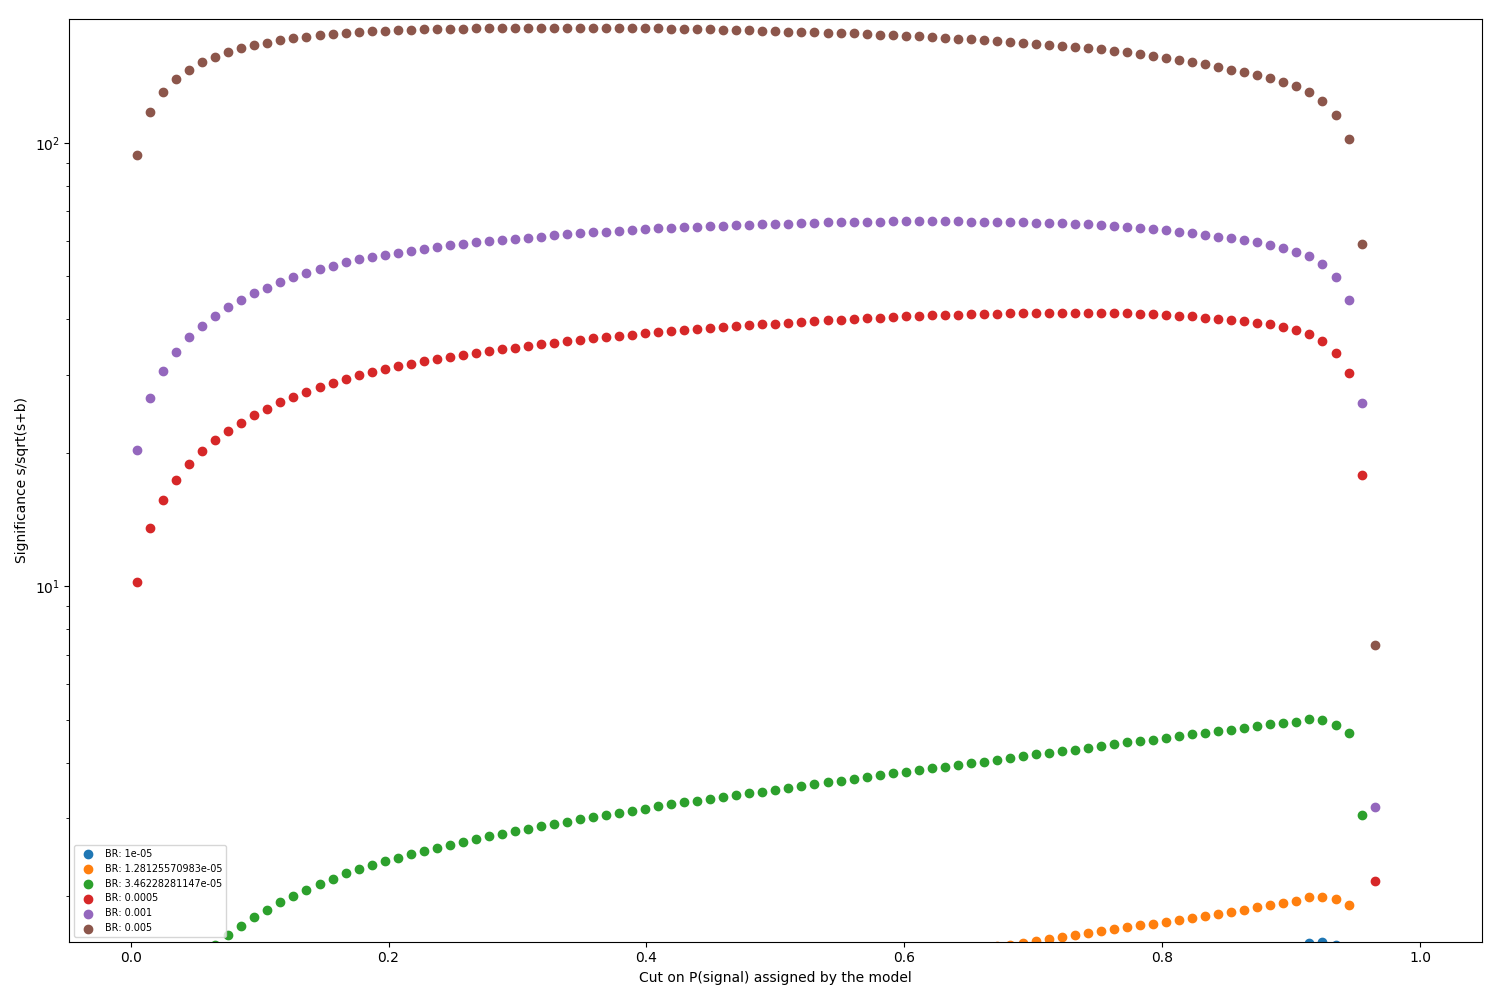 10²
10¹
Significance s/sqrt(s+b)
BR: 1e-05
BR: 1.28125570983e-05
BR: 3.46228281147e-05
BR: 0.0005
BR: 0.001
BR: 0.005
0.0 0.2 0.4 0.6 0.8 1.0
Cut on P(signal) assigned by the model